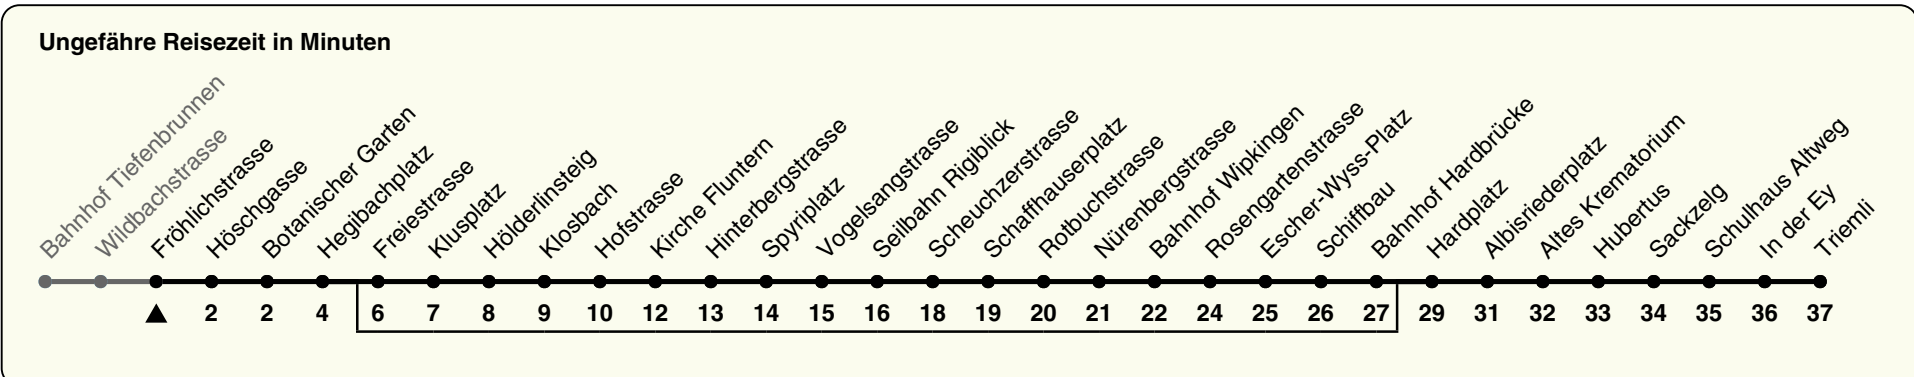 Ungefähre Reisezeit in Minuten
Bahnhof Tiefenbrunnen
Wildbachstrasse
Fröhlichstrasse
Höschgasse
Botanischer Garten
Hegibachplatz
Freiestrasse
Klusplatz
Hölderlinsteig
Klosbach
Hofstrasse
Kirche Fluntern
Hinterbergstrasse
Spyriplatz
Vogelsangstrasse
Seilbahn Rigiblick
Scheuchzerstrasse
Schaffhauserplatz
Rotbuchstrasse
Nürenbergstrasse
Bahnhof Wipkingen
Rosengartenstrasse
Escher-Wyss-Platz
Schiffbau
Bahnhof Hardbrücke
Hardplatz
Albisriederplatz
Altes Krematorium
Hubertus
Sackzelg
Schulhaus Altweg
In der Ey
Triemli
2 2 4 6 7 8 9 10 12 13 14 15 16 18 19 20 21 22 24 25 26 27 29 31 32 33 34 35 36 37